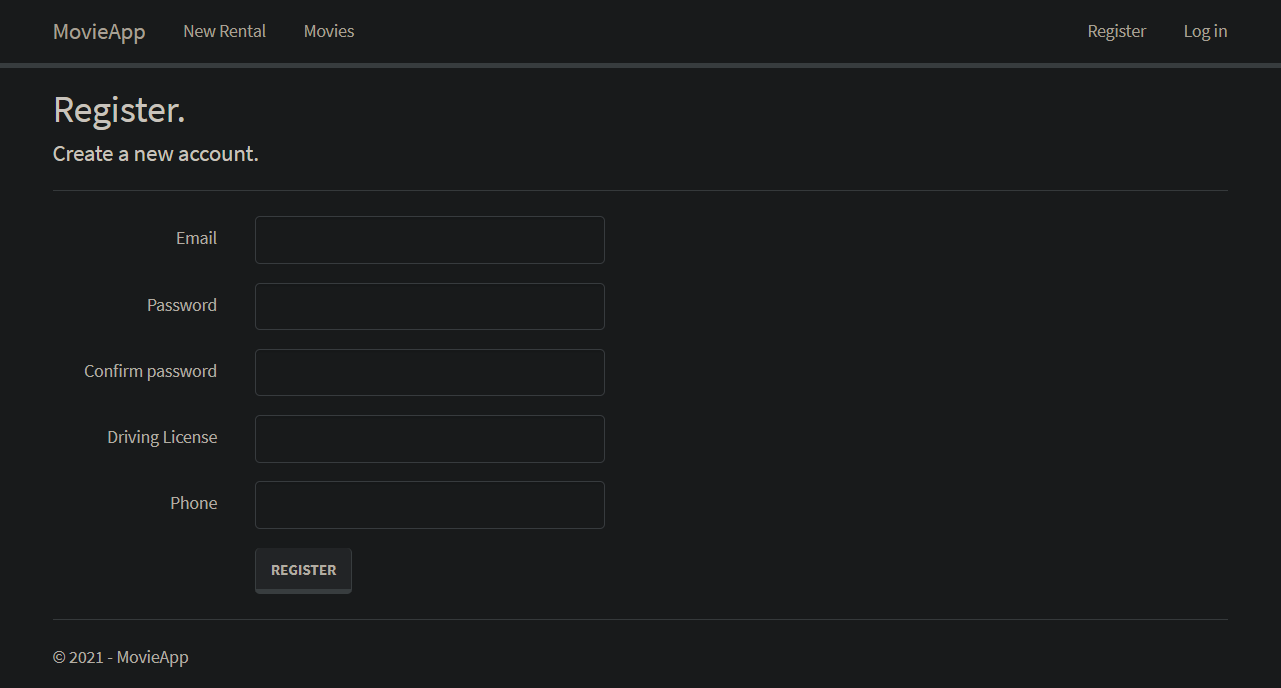 MovieApp New Rental Movies Register Log in
Register.
Create a new account.
Email
Password
Confirm password
Driving License
Phone
REGISTER
© 2021 - MovieApp